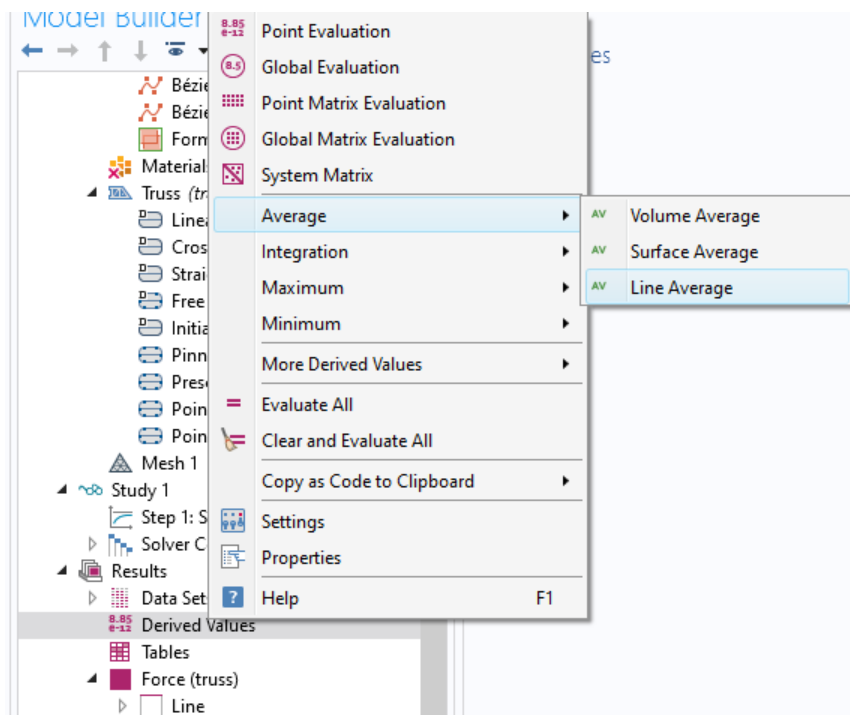 Model Builder
es
8.85 e-12 Point Evaluation
8.5 Global Evaluation
Point Matrix Evaluation
Global Matrix Evaluation
System Matrix
Average
Integration
Maximum
Minimum
More Derived Values
Evaluate All
Clear and Evaluate All
Copy as Code to Clipboard
Settings
Properties
? Help F1
AV Volume Average
AV Surface Average
AV Line Average
Bézie
Bézie
Form
Material
Truss (tr
D Linea
D Cros
D Strai
D Free
D Initia
Pinn
Pres
Poin
Poin
Mesh 1
Study 1
Step 1: S
Solver C
Results
Data Set
8.85 e-12 Derived Values
Tables
Force (truss)
Line